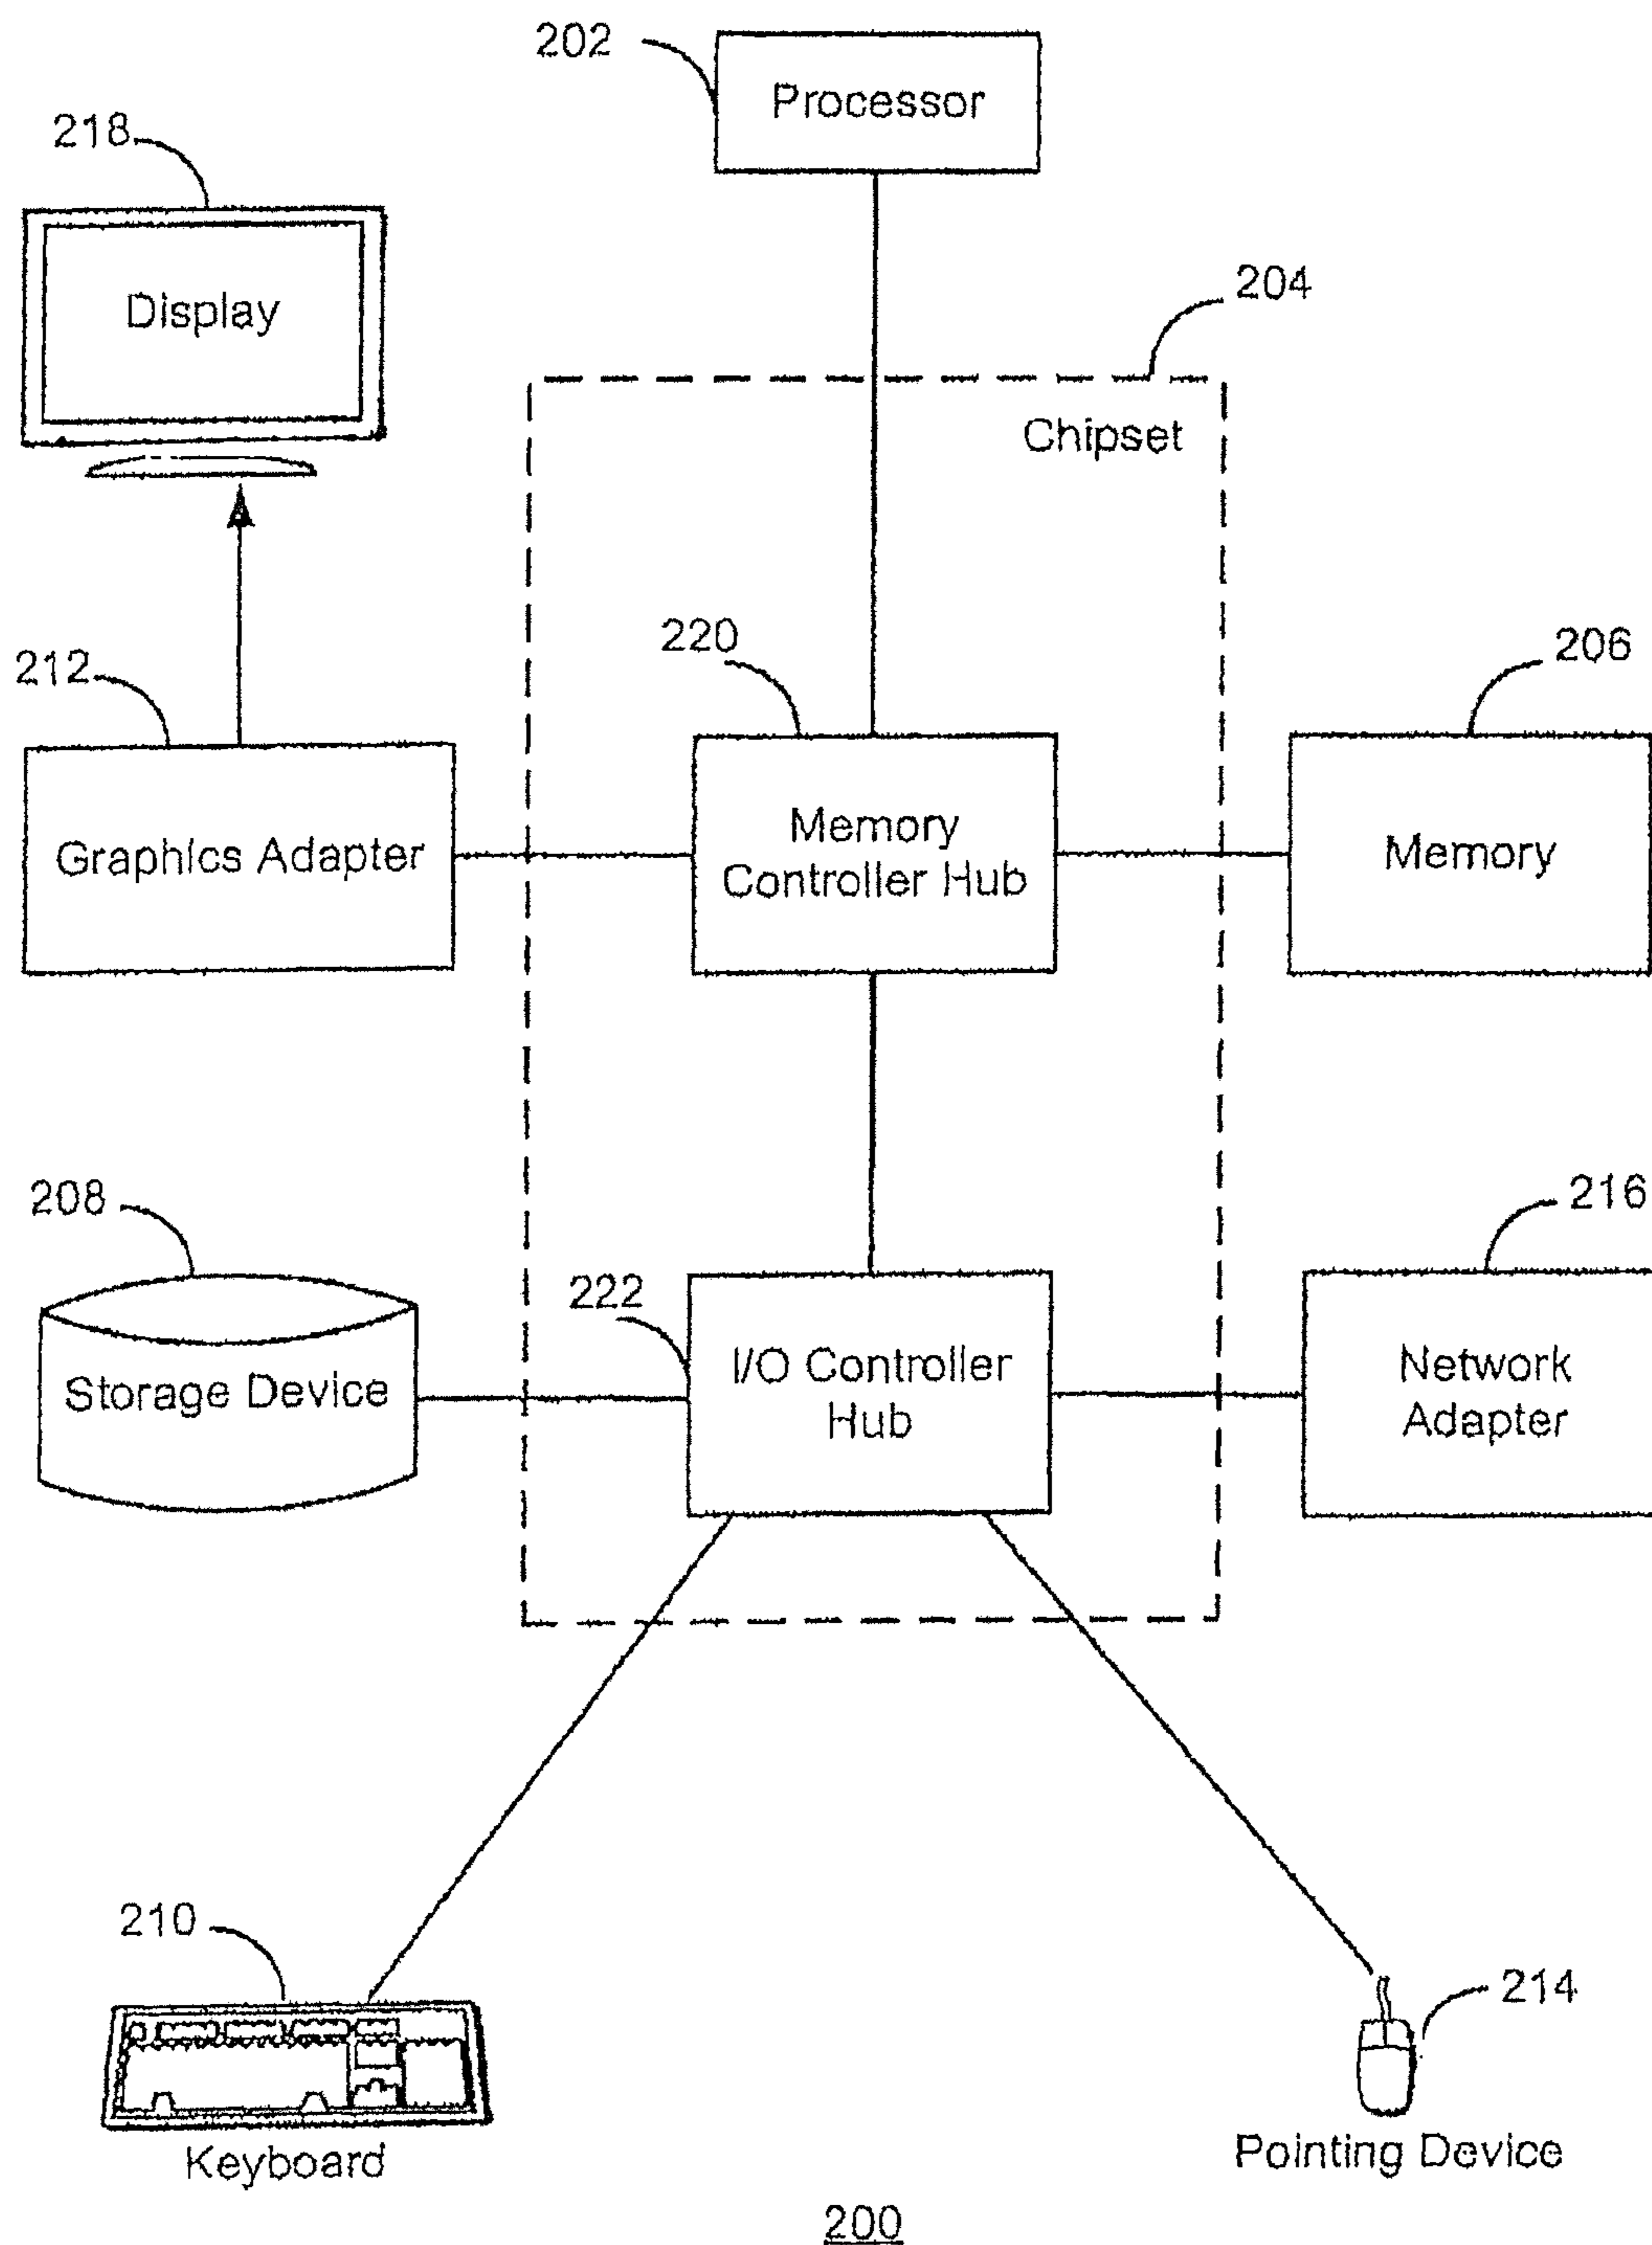 202
Processor
218
Display
204
Chipset
220
206
212
Memory
Controller Hub
Graphics Adapter
Memory
208
216
222
I/O Controller
Hub
Storage Device
Network
Adapter
210
214
Keyboard
Pointing Device
200